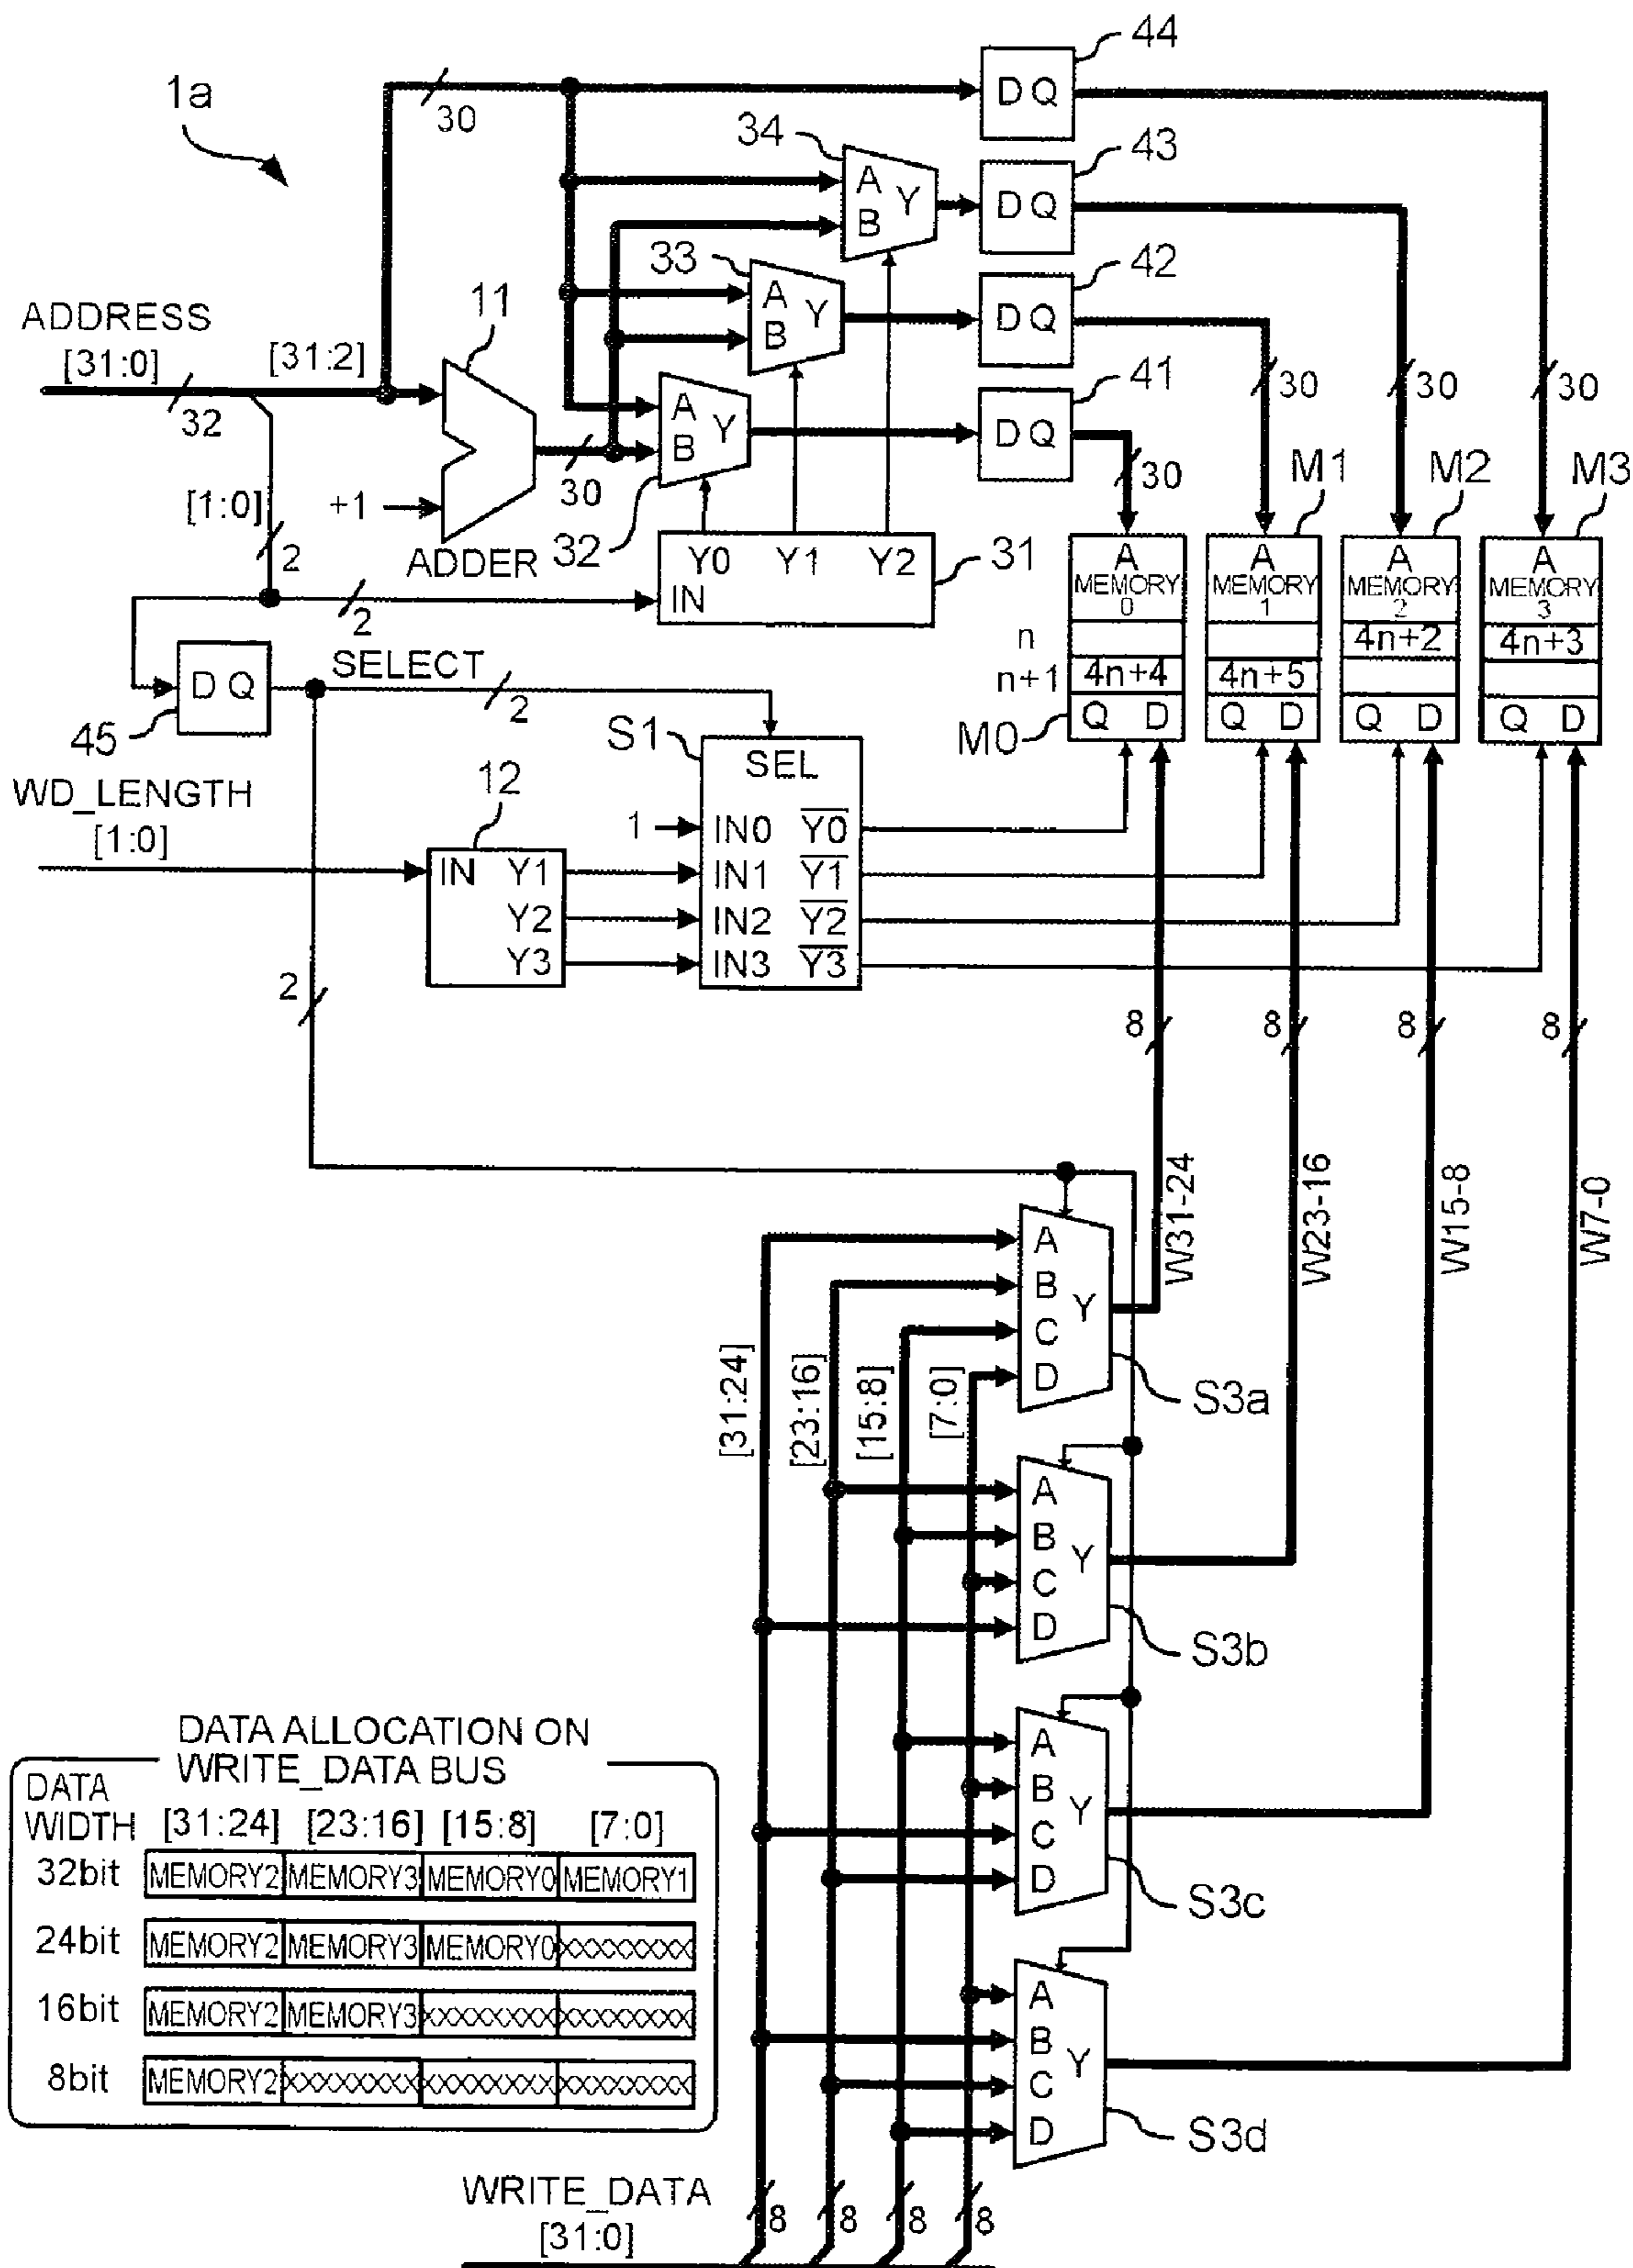 1a
44
30
D Q
34
43
A
B
Y
D Q
33
42
A
B
Y
D Q
ADDRESS
[31:0]
[31:2]
32
11
41
A
B
Y
D Q
30
30
30
30
30
[1:0]
+1
2
ADDER
32
Y0 Y1 Y2
IN
31
M1
M2
M3
A
MEMORY
0
A
MEMORY
1
A
MEMORY
2
A
MEMORY
3
2
n
4n+2
4n+3
n+1
4n+4
4n+5
Q D
Q D
Q D
Q D
M0
D Q
45
SELECT
2
S1
SEL
WD_LENGTH
[1:0]
12
1
IN0 Y0
IN Y1
IN1 Y1
Y2
IN2 Y2
Y3
IN3 Y3
2
8
8
8
8
W31-24
W23-16
W15-8
W7-0
[31:24]
[23:16]
[15:8]
[7:0]
A
B
C
D
Y
S3a
A
B
C
D
Y
S3b
A
B
C
D
Y
S3c
A
B
C
D
Y
S3d
DATA ALLOCATION ON
WRITE_DATA BUS
DATA
WIDTH [31:24] [23:16] [15:8] [7:0]
32bit MEMORY2 MEMORY3 MEMORY0 MEMORY1
24bit MEMORY2 MEMORY3 MEMORY0 XXXXXXXX
16bit MEMORY2 MEMORY3 XXXXXXXX XXXXXXXX
8bit MEMORY2 XXXXXXXX XXXXXXXX XXXXXXXX
WRITE_DATA
[31:0]
8
8
8
8